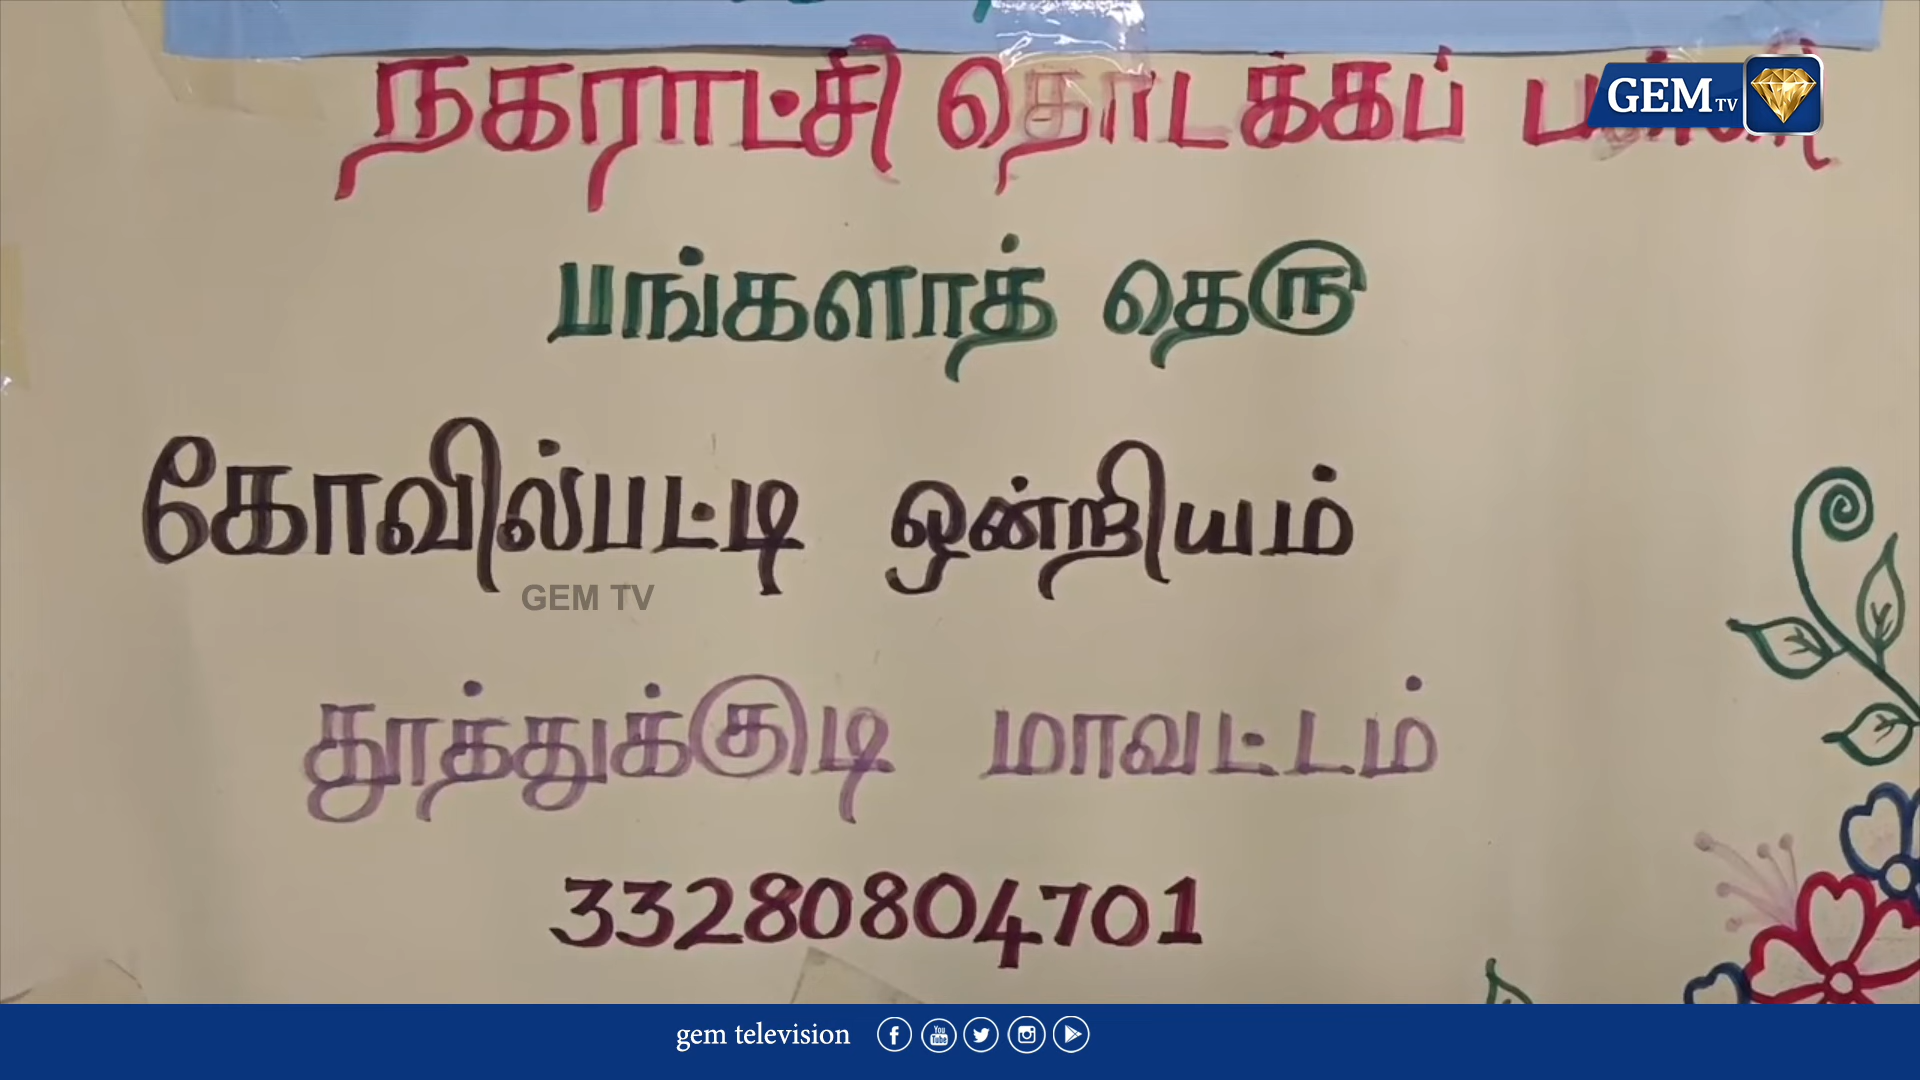 நகராட்சி தொடக்கப் பள்ளி
GEM TV
பங்களாத் தெரு
கோவில்பட்டி ஒன்றியம்
GEM TV
தூத்துக்குடி மாவட்டம்
33280804701
gem television